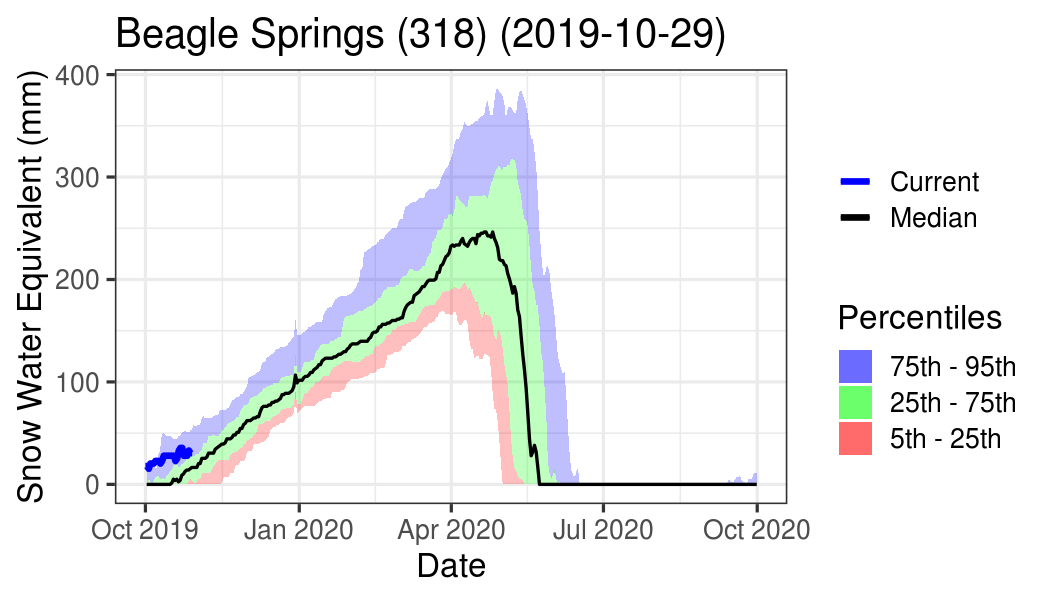 Beagle Springs (318) (2019-10-29)
Snow Water Equivalent (mm)
400
300
200
100
0
Oct 2019
Jan 2020
Apr 2020
Jul 2020
Oct 2020
Date
Current
Median
Percentiles
75th - 95th
25th - 75th
5th - 25th